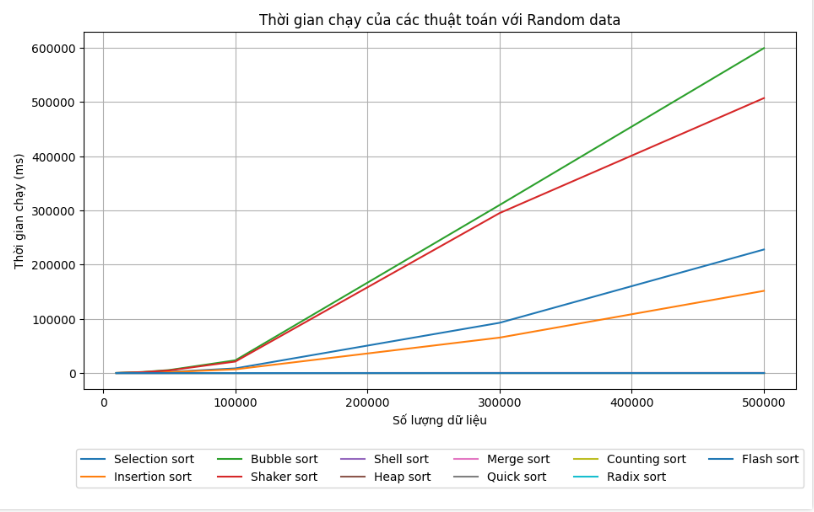 Thời gian chạy của các thuật toán với Random data
Thời gian chạy (ms)
600000
500000
400000
300000
200000
100000
0
0 100000 200000 300000 400000 500000
Số lượng dữ liệu
Selection sort Bubble sort Shell sort Merge sort Counting sort Flash sort
Insertion sort Shaker sort Heap sort Quick sort Radix sort